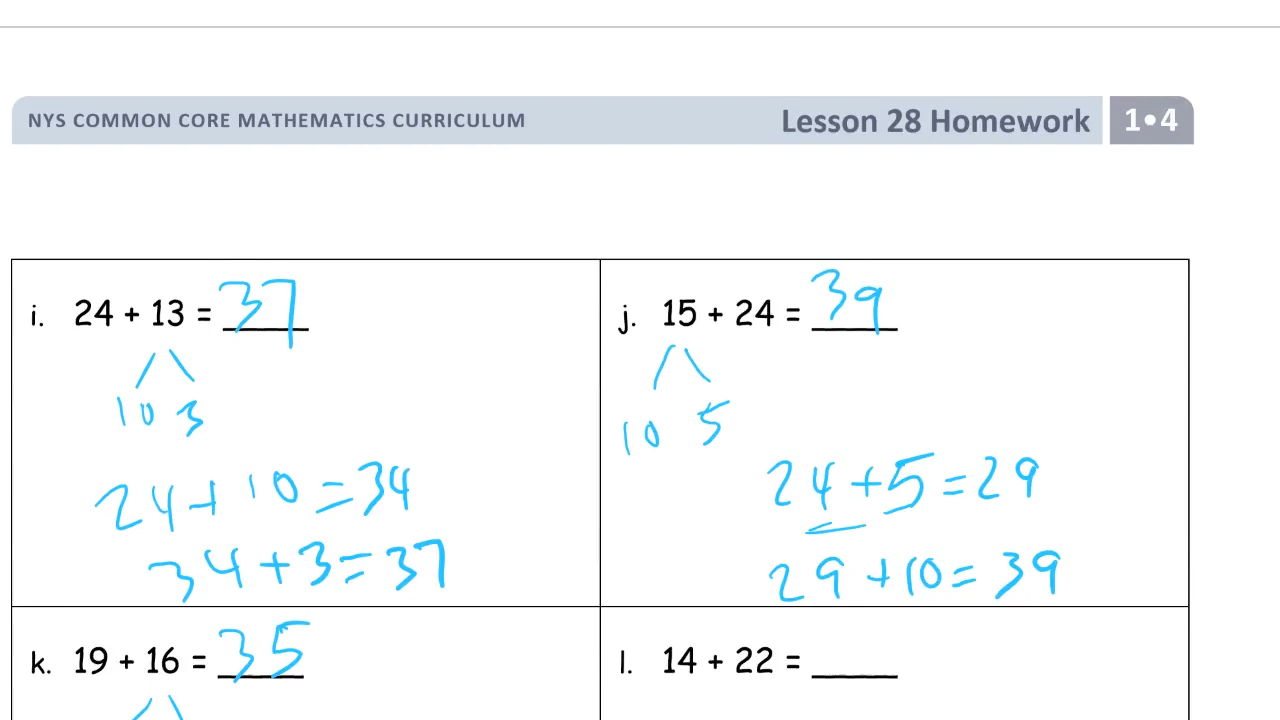 NYS COMMON CORE MATHEMATICS CURRICULUM Lesson 28 Homework 1•4
i. 24 + 13 = 37
10 3
24+10=34
34+3=37
j. 15 + 24 = 39
10 5
24+5=29
29+10=39
k. 19 + 16 = 35
l. 14 + 22 = ____